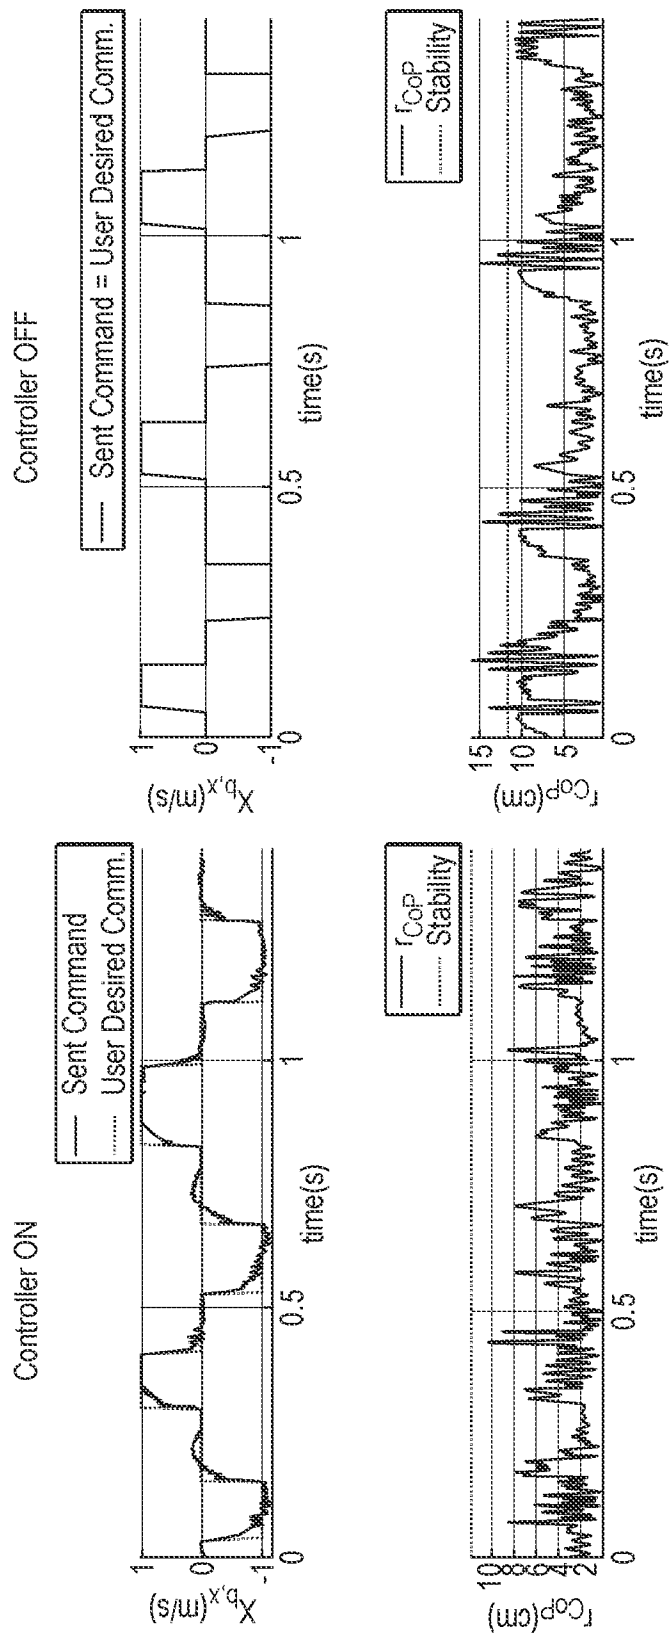 Controller ON
Sent Command
User Desired Comm.
1
0
-1
Xb,x(m/s)
0
0.5
1
time(s)
rCoP
Stability
10
8
6
4
2
rCoP(cm)
0
0.5
1
time(s)
Controller OFF
Sent Command = User Desired Comm.
1
0
-1
Xb,x(m/s)
0
0.5
1
time(s)
rCoP
Stability
15
10
5
rCoP(cm)
0
0.5
1
time(s)